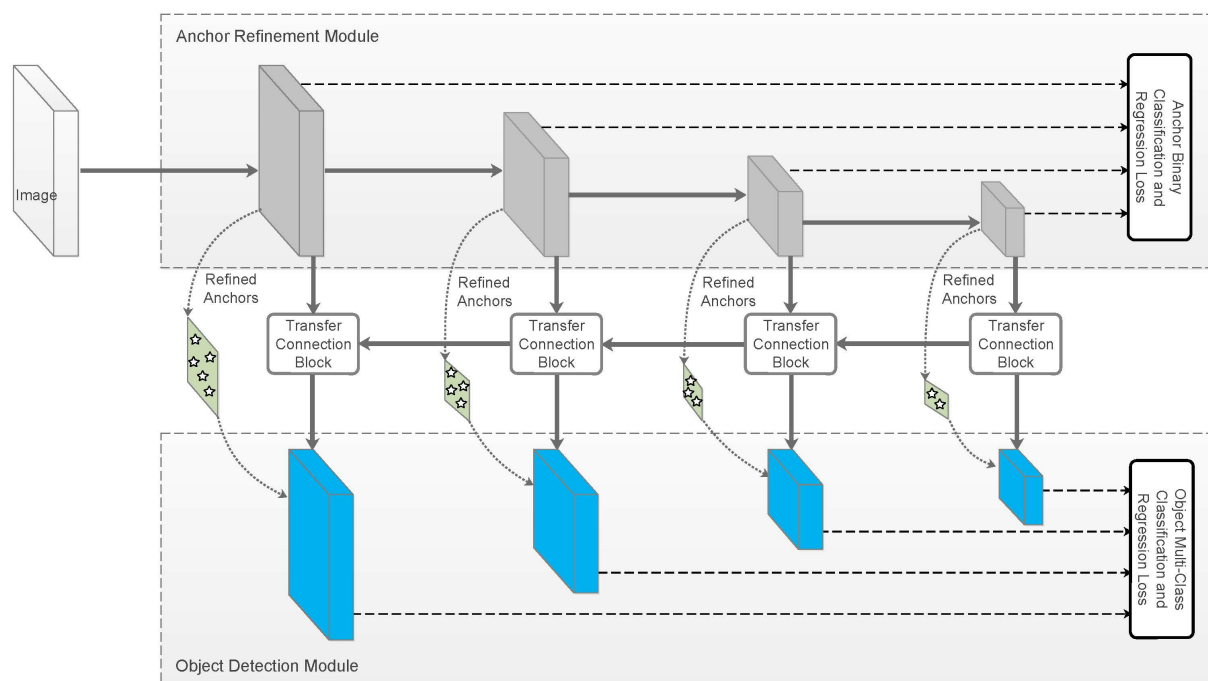 Anchor Refinement Module
Image
Anchor Binary
Classification and
Regression Loss
Refined
Anchors
Refined
Anchors
Refined
Anchors
Refined
Anchors
Transfer
Connection
Block
Transfer
Connection
Block
Transfer
Connection
Block
Transfer
Connection
Block
Object Multi-Class
Classification and
Regression Loss
Object Detection Module